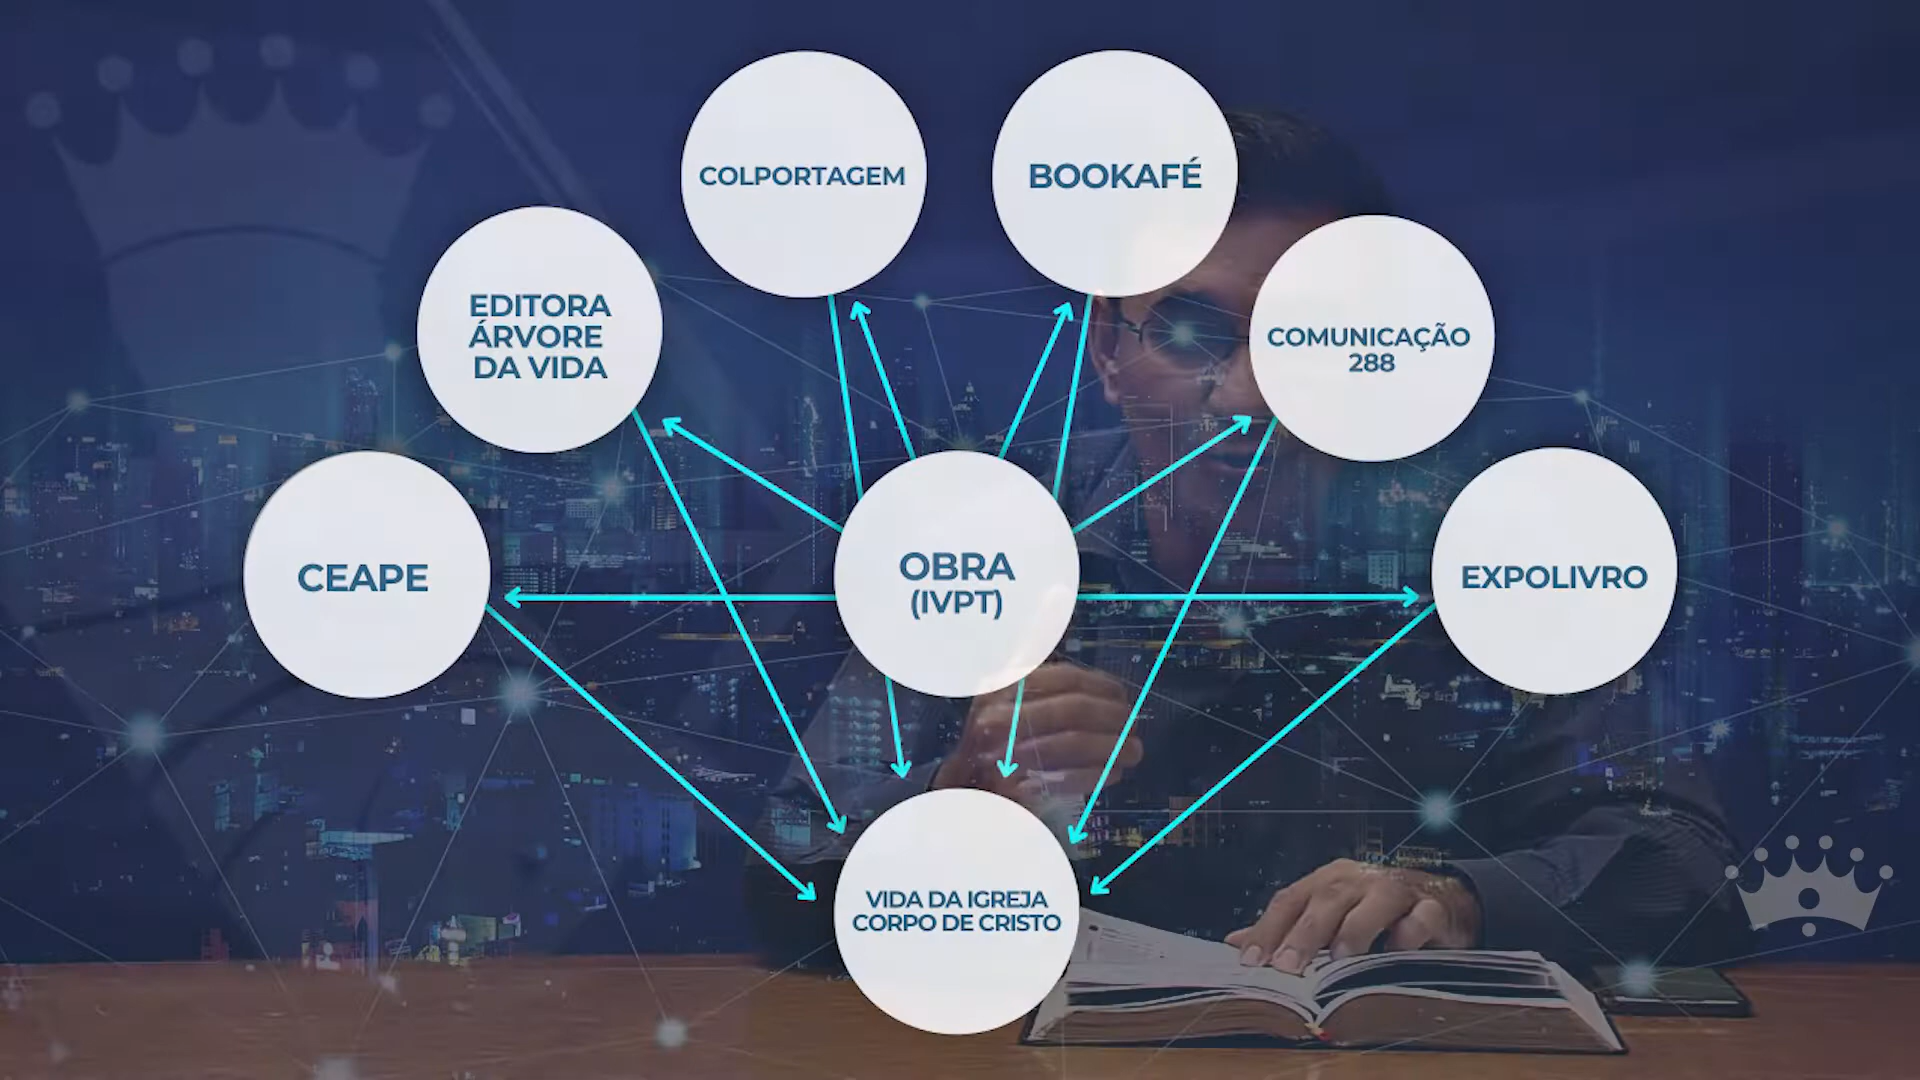 COLPORTAGEM
BOOKAFÉ
EDITORA
ÁRVORE
DA VIDA
COMUNICAÇÃO
288
CEAPE
OBRA
(IVPT)
EXPOLIVRO
VIDA DA IGREJA
CORPO DE CRISTO